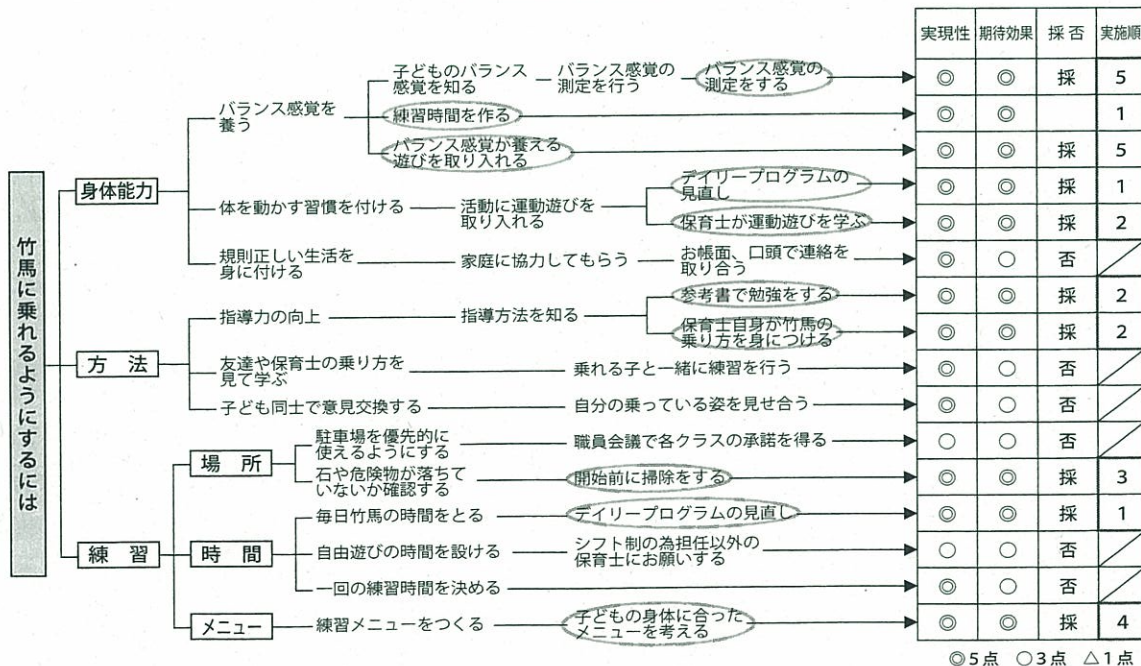 実現性 期待効果 採否 実施順
竹馬に乗れるようにするには
身体能力
バランス感覚を
養う
子どものバランス
感覚を知る
バランス感覚の
測定を行う
バランス感覚の
測定をする
◎ ◎ 採 5
練習時間を作る
◎ ◎ 1
バランス感覚が養える
遊びを取り入れる
◎ ◎ 採 5
体を動かす習慣を付ける
活動に運動遊びを
取り入れる
デイリープログラムの
見直し
◎ ◎ 採 1
保育士が運動遊びを学ぶ
◎ ◎ 採 2
規則正しい生活を
身に付ける
家庭に協力してもらう
お帳面、口頭で連絡を
取り合う
◎ ○ 否
方法
指導力の向上
指導方法を知る
参考書で勉強をする
◎ ◎ 採 2
保育士自身が竹馬の
乗り方を身につける
◎ ◎ 採 2
友達や保育士の乗り方を
見て学ぶ
乗れる子と一緒に練習を行う
◎ ○ 否
子ども同士で意見交換する
自分の乗っている姿を見せ合う
◎ ○ 否
練習
場所
駐車場を優先的に
使えるようにする
職員会議で各クラスの承諾を得る
○ ○ 否
石や危険物が落ちて
いないか確認する
開始前に掃除をする
◎ ◎ 採 3
時間
毎日竹馬の時間をとる
デイリープログラムの見直し
◎ ◎ 採 1
自由遊びの時間を設ける
シフト制の為担任以外の
保育士にお願いする
○ ○ 否
一回の練習時間を決める
◎ ○ 否
メニュー
練習メニューをつくる
子どもの身体に合った
メニューを考える
◎ ◎ 採 4
◎5点 ○3点 △1点